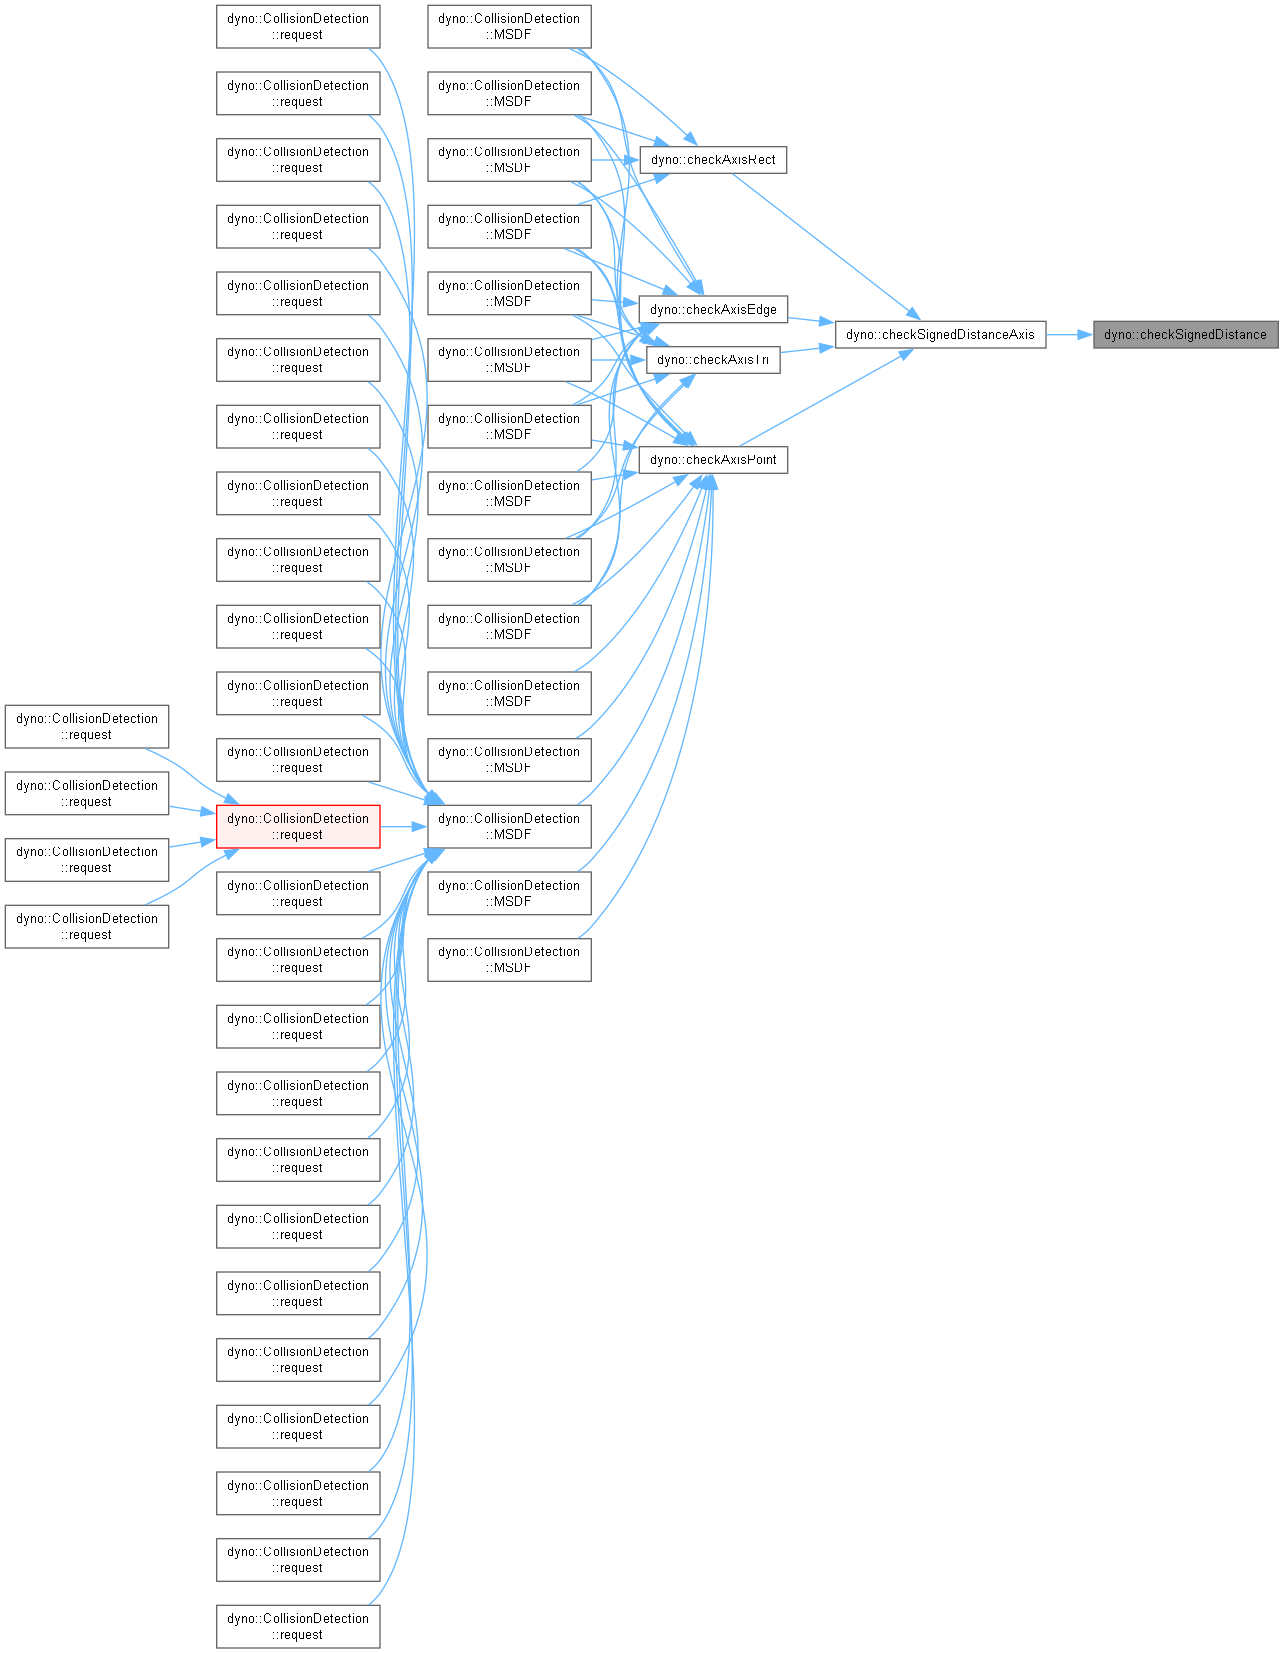 dyno::CollisionDetection
::request
dyno::CollisionDetection
::request
dyno::CollisionDetection
::request
dyno::CollisionDetection
::request
dyno::CollisionDetection
::request
dyno::CollisionDetection
::request
dyno::CollisionDetection
::request
dyno::CollisionDetection
::request
dyno::CollisionDetection
::request
dyno::CollisionDetection
::request
dyno::CollisionDetection
::request
dyno::CollisionDetection
::request
dyno::CollisionDetection
::request
dyno::CollisionDetection
::request
dyno::CollisionDetection
::request
dyno::CollisionDetection
::request
dyno::CollisionDetection
::request
dyno::CollisionDetection
::request
dyno::CollisionDetection
::request
dyno::CollisionDetection
::request
dyno::CollisionDetection
::request
dyno::CollisionDetection
::request
dyno::CollisionDetection
::request
dyno::CollisionDetection
::request
dyno::CollisionDetection
::request
dyno::CollisionDetection
::request
dyno::CollisionDetection
::request
dyno::CollisionDetection
::request
dyno::CollisionDetection
::request
dyno::CollisionDetection
::MSDF
dyno::CollisionDetection
::MSDF
dyno::CollisionDetection
::MSDF
dyno::CollisionDetection
::MSDF
dyno::CollisionDetection
::MSDF
dyno::CollisionDetection
::MSDF
dyno::CollisionDetection
::MSDF
dyno::CollisionDetection
::MSDF
dyno::CollisionDetection
::MSDF
dyno::CollisionDetection
::MSDF
dyno::CollisionDetection
::MSDF
dyno::CollisionDetection
::MSDF
dyno::CollisionDetection
::MSDF
dyno::CollisionDetection
::MSDF
dyno::CollisionDetection
::MSDF
dyno::checkAxisRect
dyno::checkAxisEdge
dyno::checkAxisTri
dyno::checkAxisPoint
dyno::checkSignedDistanceAxis
dyno::checkSignedDistance